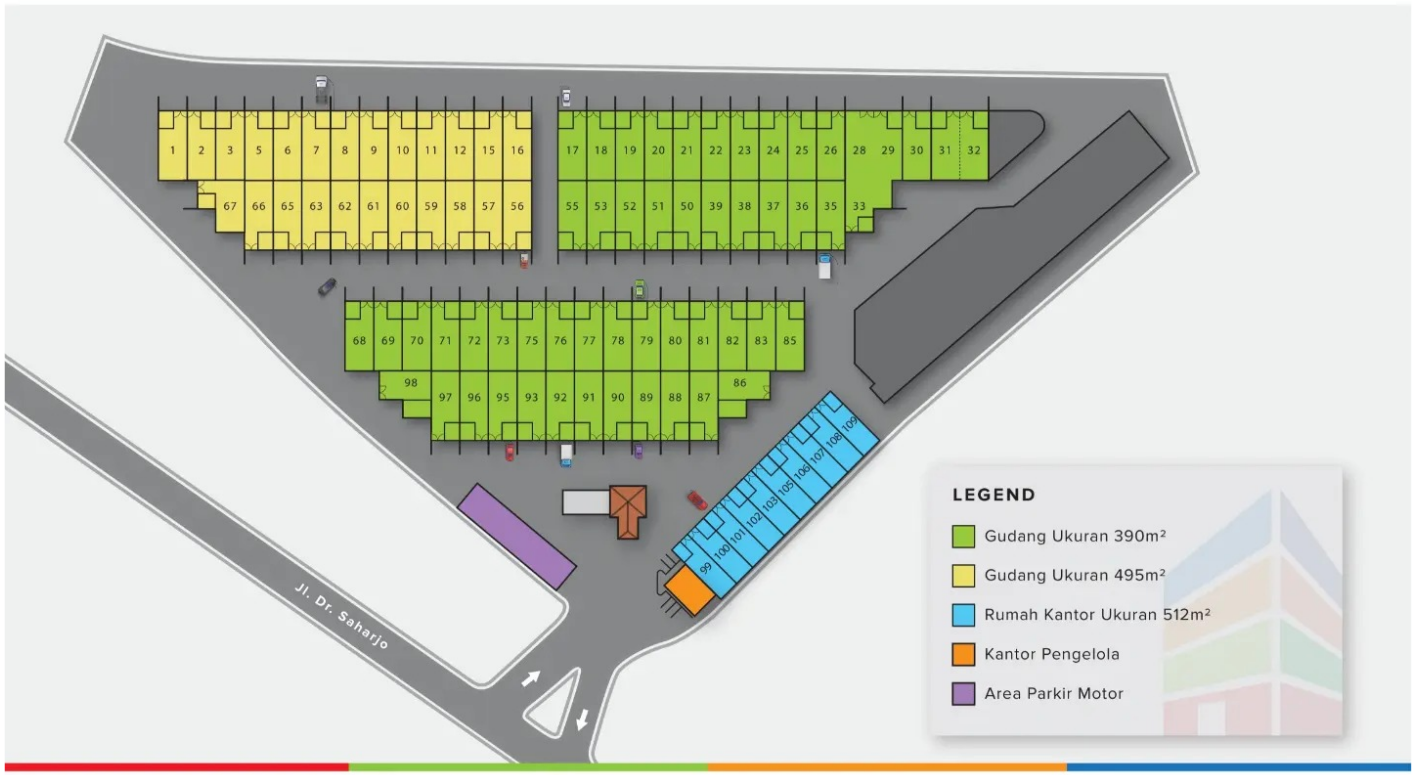 1 2 3 5 6 7 8 9 10 11 12 15 16
17 18 19 20 21 22 23 24 25 26 28 29 30 31 32
67 66 65 63 62 61 60 59 58 57 56
55 53 52 51 50 39 38 37 36 35 33
68 69 70 71 72 73 75 76 77 78 79 80 81 82 83 85
98 97 96 95 93 92 91 90 89 88 87 86
99 100 101 102 103 105 106 107 108 109
Jl. Dr. Saharjo
LEGEND
Gudang Ukuran 390m²
Gudang Ukuran 495m²
Rumah Kantor Ukuran 512m²
Kantor Pengelola
Area Parkir Motor